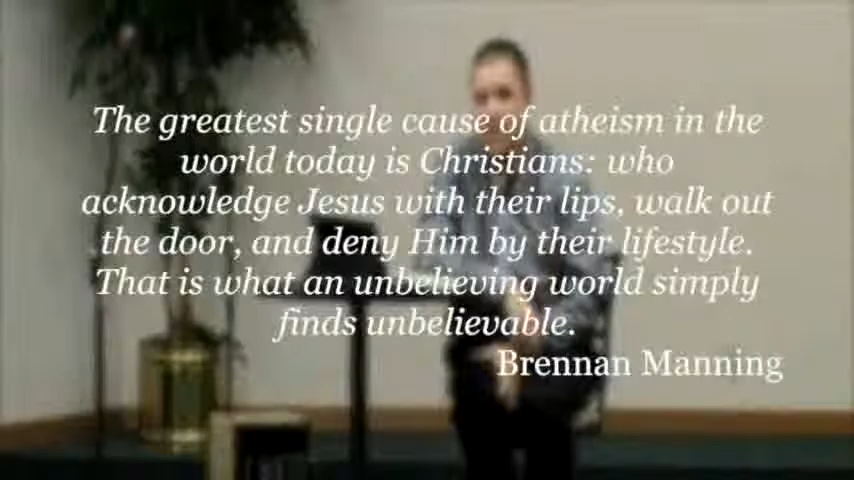 The greatest single cause of atheism in the
world today is Christians: who
acknowledge Jesus with their lips, walk out
the door, and deny Him by their lifestyle.
That is what an unbelieving world simply
finds unbelievable.
Brennan Manning